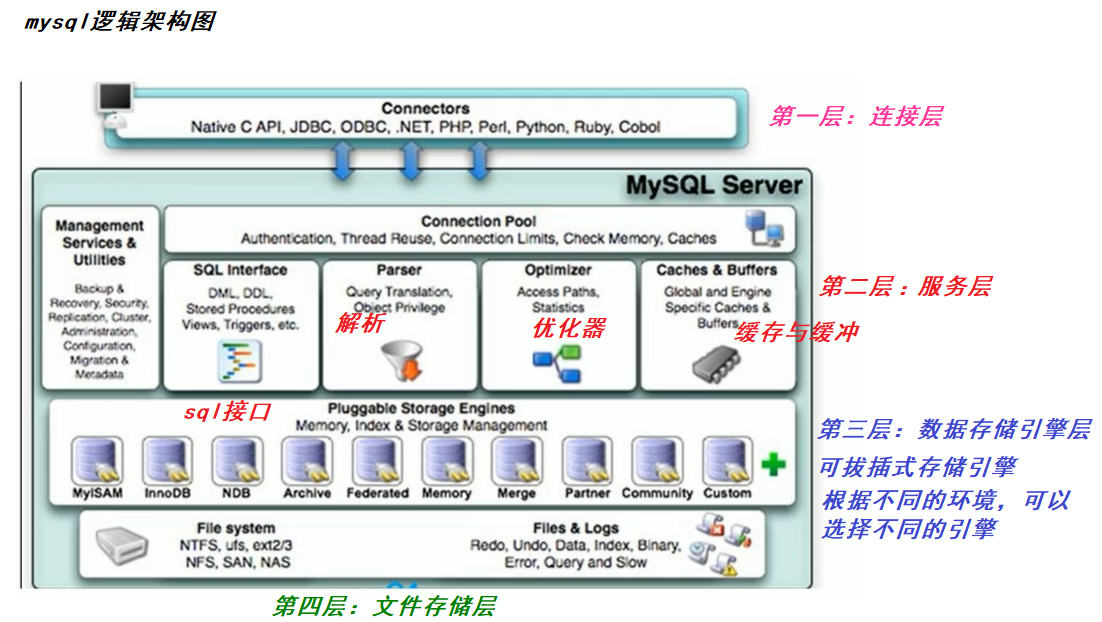 mysql逻辑架构图
Connectors
Native C API, JDBC, ODBC, .NET, PHP, Perl, Python, Ruby, Cobol
第一层：连接层
MySQL Server
Management
Services &
Utilities
Backup &
Recovery, Security,
Replication, Cluster,
Administration,
Configuration,
Migration &
Metadata
Connection Pool
Authentication, Thread Reuse, Connection Limits, Check Memory, Caches
SQL Interface
DML, DDL,
Stored Procedures
Views, Triggers, etc.
sql接口
Parser
Query Translation,
Object Privilege
解析
Optimizer
Access Paths,
Statistics
优化器
Caches & Buffers
Global and Engine
Specific Caches &
Buffers
缓存与缓冲
第二层：服务层
Pluggable Storage Engines
Memory, Index & Storage Management
MyISAM
InnoDB
NDB
Archive
Federated
Memory
Merge
Partner
Community
Custom
第三层：数据存储引擎层
可拔插式存储引擎
根据不同的环境，可以
选择不同的引擎
File system
NTFS, ufs, ext2/3
NFS, SAN, NAS
Files & Logs
Redo, Undo, Data, Index, Binary,
Error, Query and Slow
第四层：文件存储层